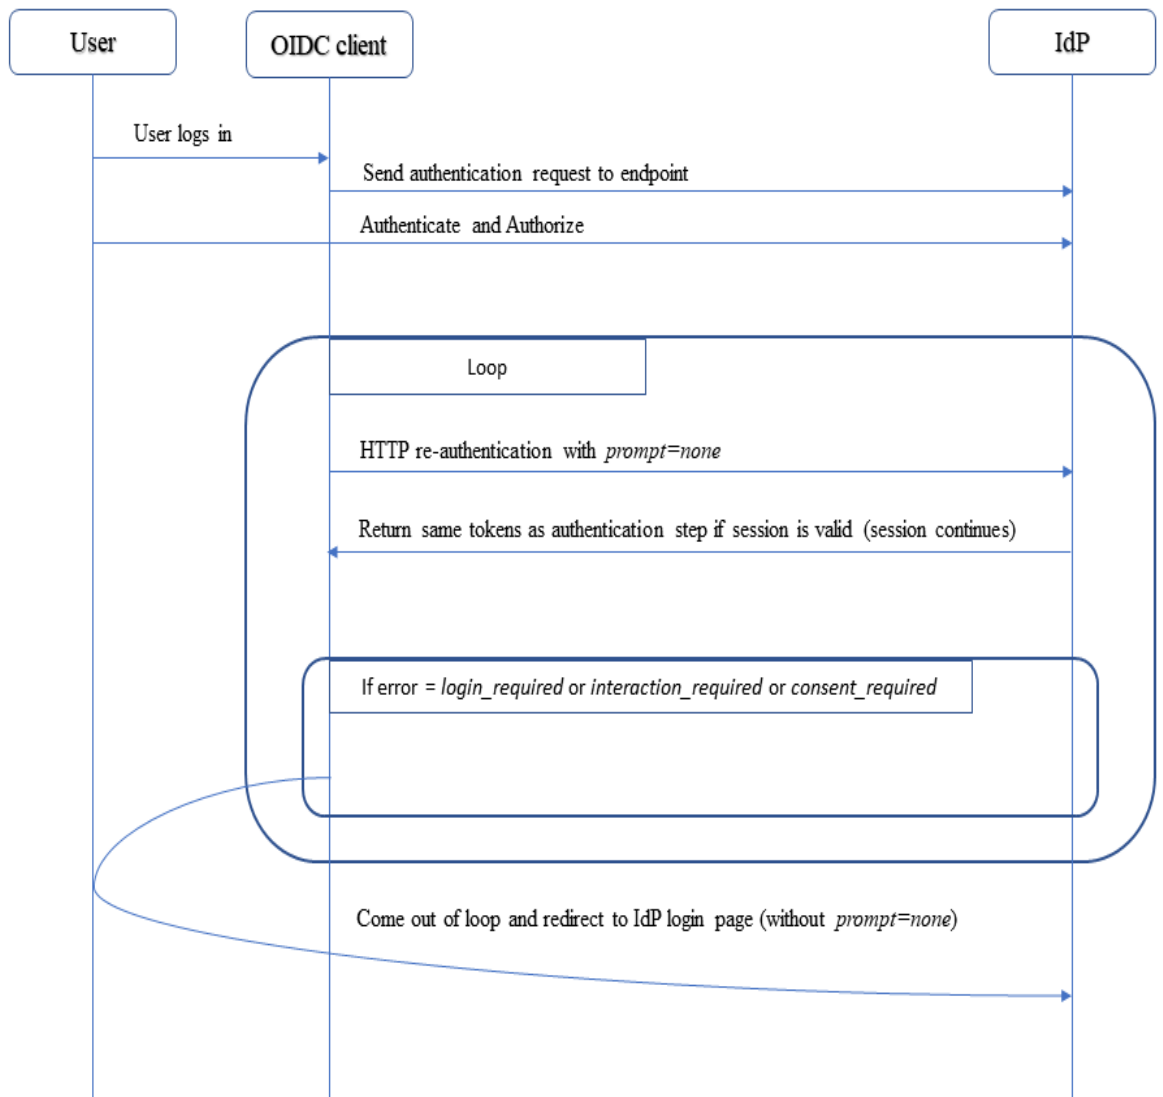 User
OIDC client
IdP
User logs in
Send authentication request to endpoint
Authenticate and Authorize
Loop
HTTP re-authentication with prompt=none
Return same tokens as authentication step if session is valid (session continues)
If error = login_required or interaction_required or consent_required
Come out of loop and redirect to IdP login page (without prompt=none)